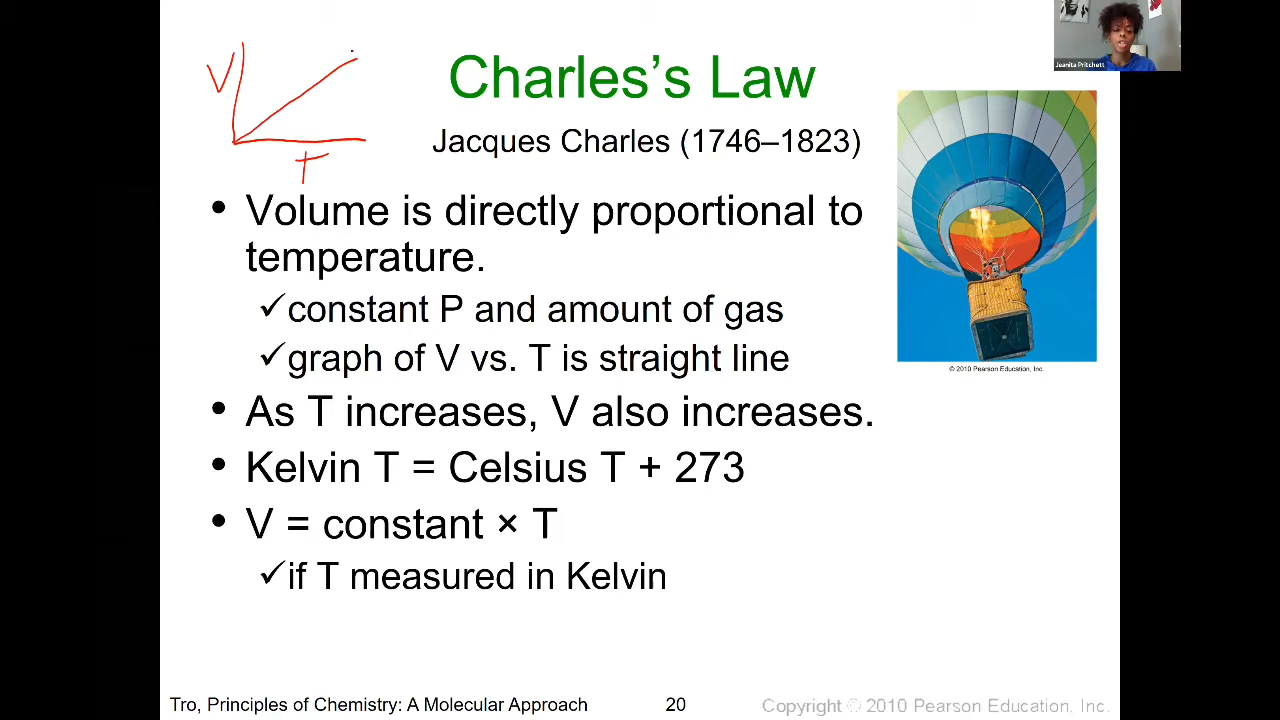 Jeanita Pritchett
V
T
Charles's Law
Jacques Charles (1746–1823)
• Volume is directly proportional to
temperature.
✓constant P and amount of gas
✓graph of V vs. T is straight line
© 2010 Pearson Education, Inc.
• As T increases, V also increases.
• Kelvin T = Celsius T + 273
• V = constant × T
✓if T measured in Kelvin
Tro, Principles of Chemistry: A Molecular Approach
20
Copyright © 2010 Pearson Education, Inc.